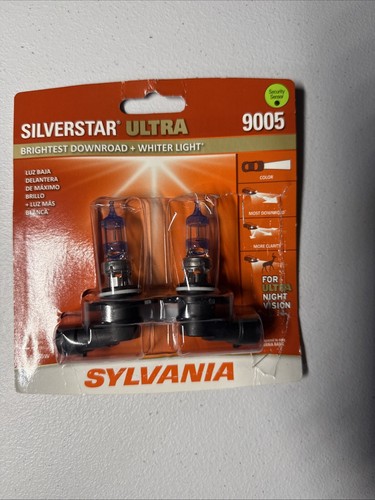 Security
Sensor
SILVERSTAR® ULTRA
9005
BRIGHTEST DOWNROAD + WHITER LIGHT
LUZ BAJA
DELANTERA
DE MÁXIMO
BRILLO
+ LUZ MÁS
BLANCA
COLOR
MOST DOWNROAD
MORE CLARITY
FOR
ULTRA
NIGHT
VISION
SYLVANIA